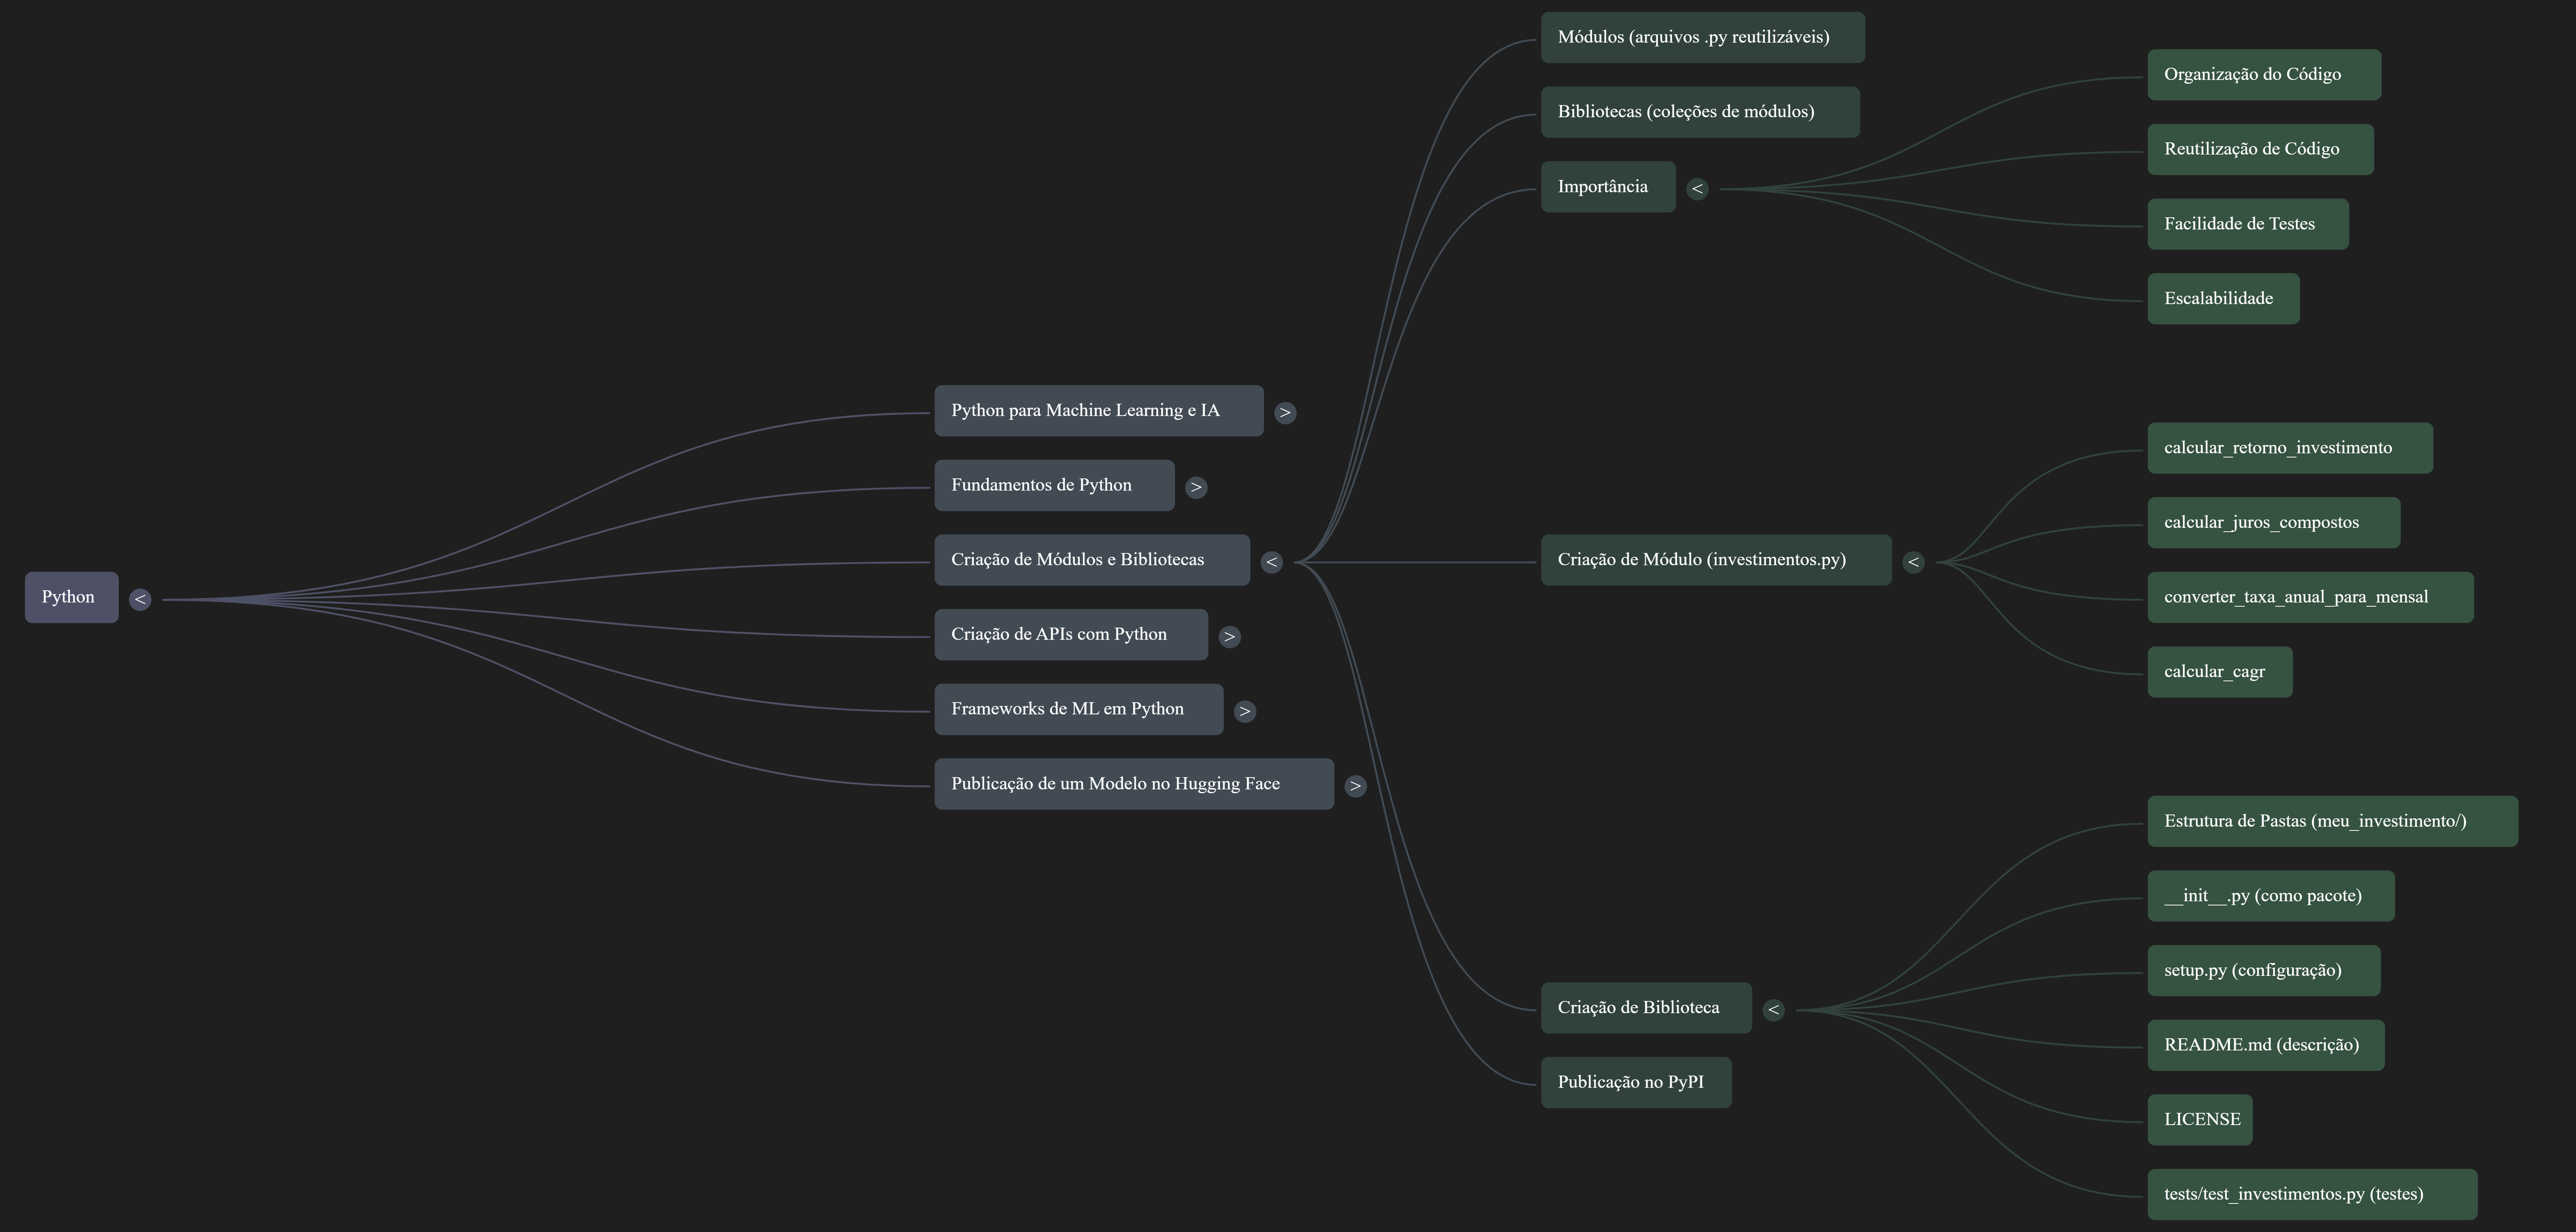 Python
<
Python para Machine Learning e IA
>
Fundamentos de Python
>
Criação de Módulos e Bibliotecas
<
Módulos (arquivos .py reutilizáveis)
Bibliotecas (coleções de módulos)
Importância
<
Organização do Código
Reutilização de Código
Facilidade de Testes
Escalabilidade
Criação de Módulo (investimentos.py)
<
calcular_retorno_investimento
calcular_juros_compostos
converter_taxa_anual_para_mensal
calcular_cagr
Criação de Biblioteca
<
Estrutura de Pastas (meu_investimento/)
__init__.py (como pacote)
setup.py (configuração)
README.md (descrição)
LICENSE
tests/test_investimentos.py (testes)
Publicação no PyPI
Criação de APIs com Python
>
Frameworks de ML em Python
>
Publicação de um Modelo no Hugging Face
>